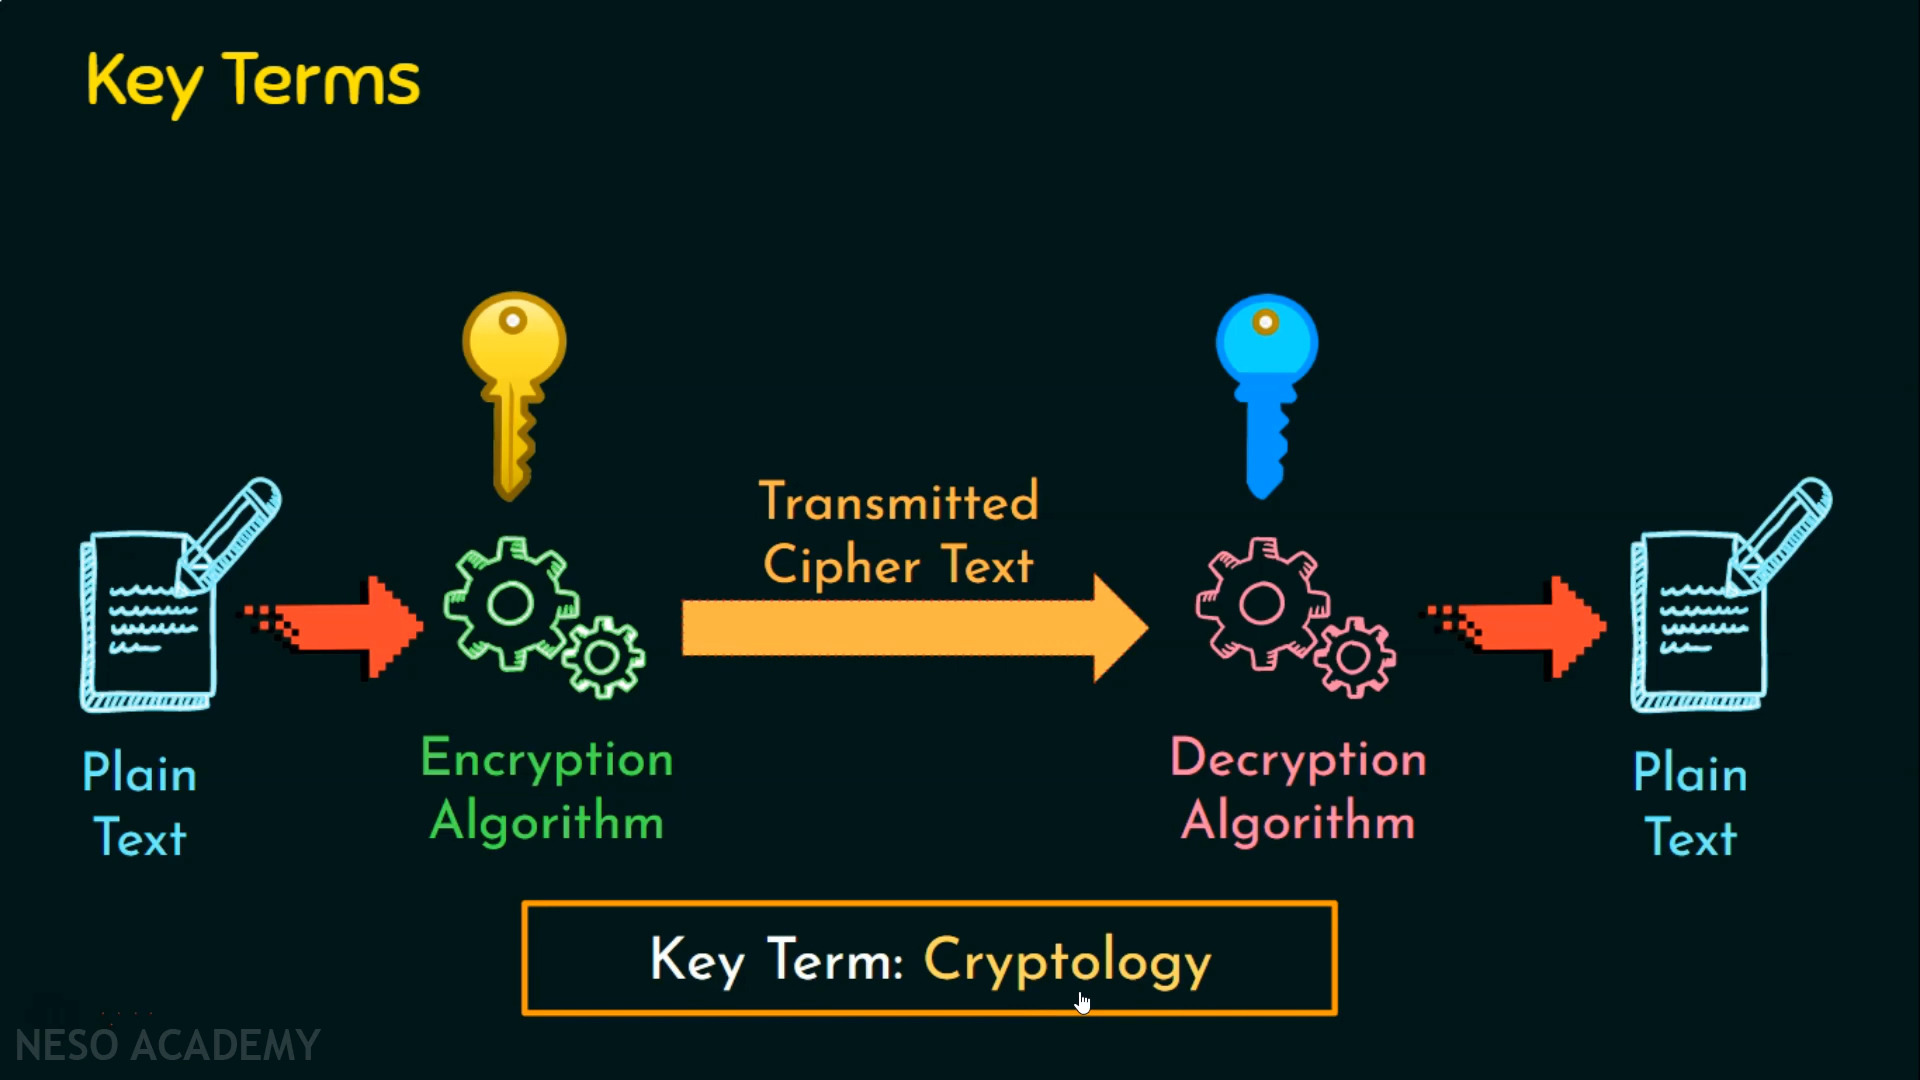 Key Terms
Transmitted
Cipher Text
Plain
Text
Encryption
Algorithm
Decryption
Algorithm
Plain
Text
Key Term: Cryptology
NESO ACADEMY